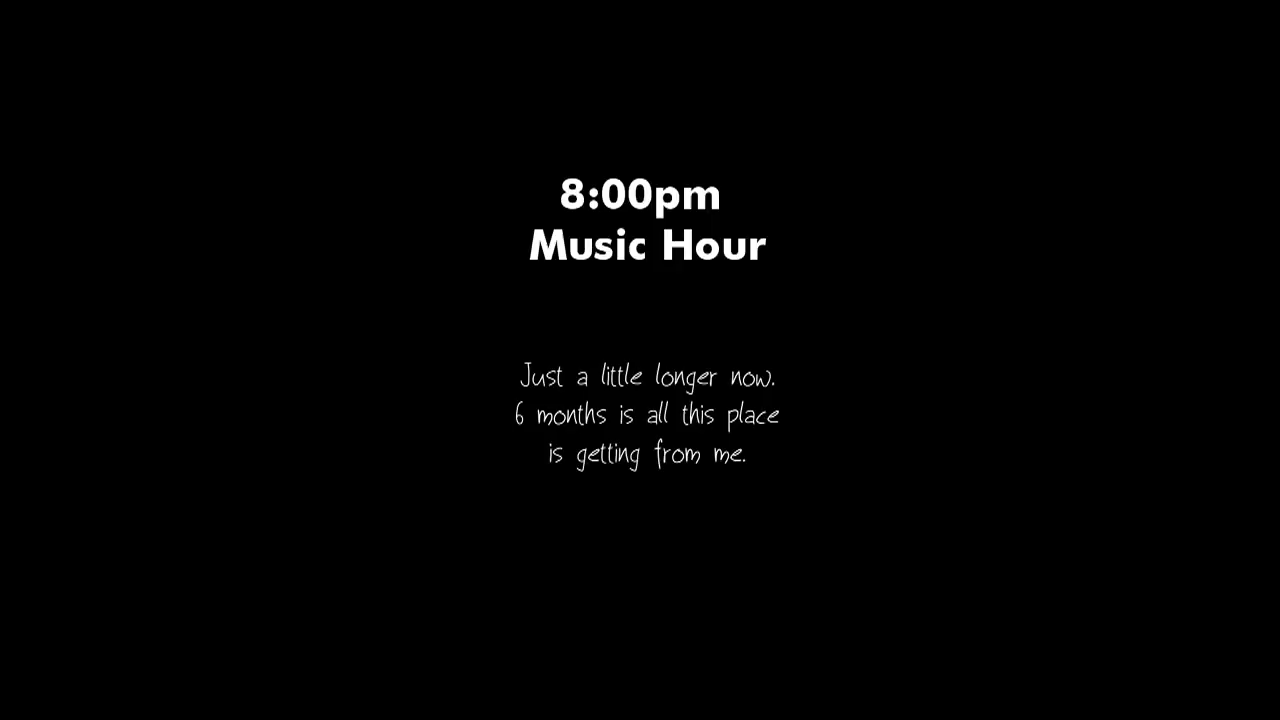 8:00pm
Music Hour
Just a little longer now.
6 months is all this place
is getting from me.